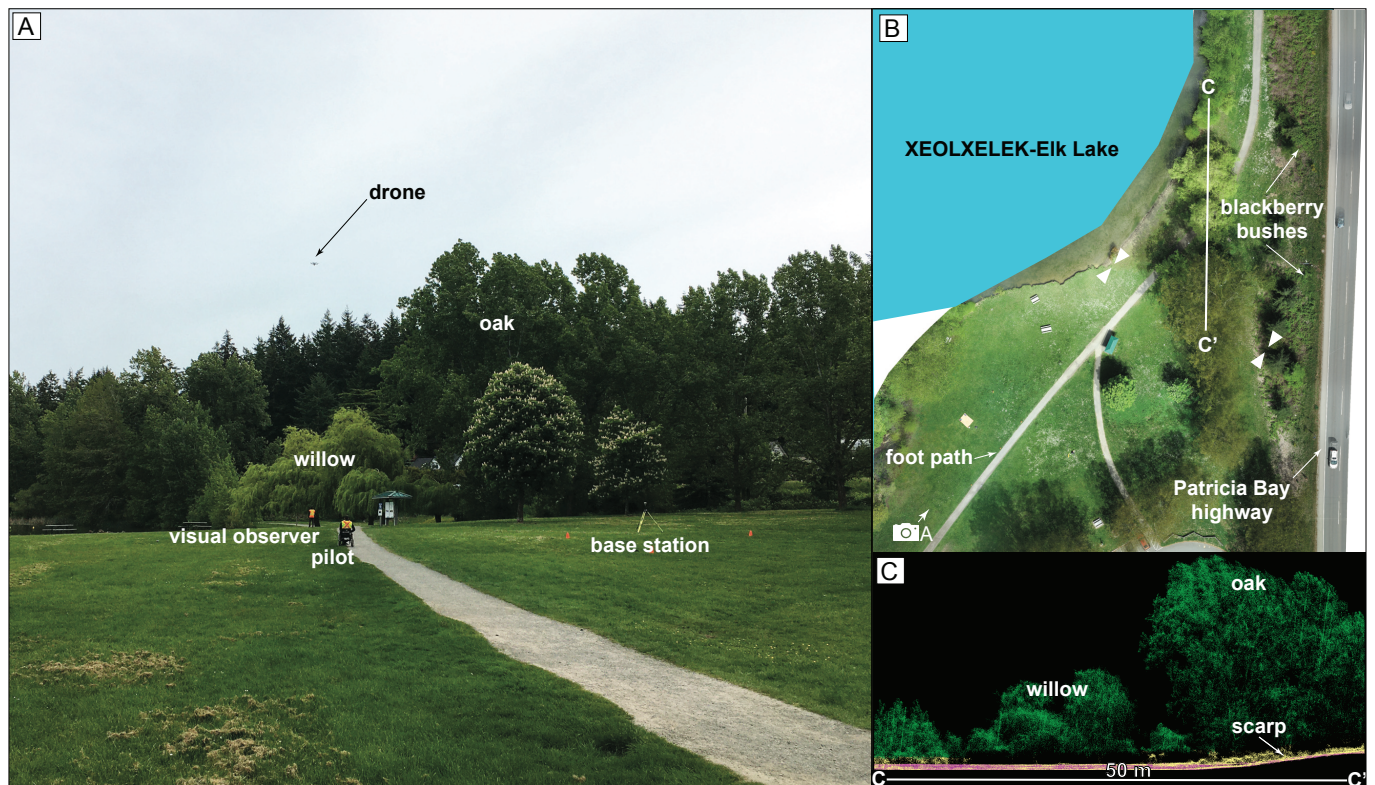 A
drone
oak
willow
visual observer
pilot
base station
B
C
XEOLXELEK-Elk Lake
blackberry
bushes
C'
foot path
Patricia Bay
highway
A
C
oak
willow
scarp
50 m
C
C'